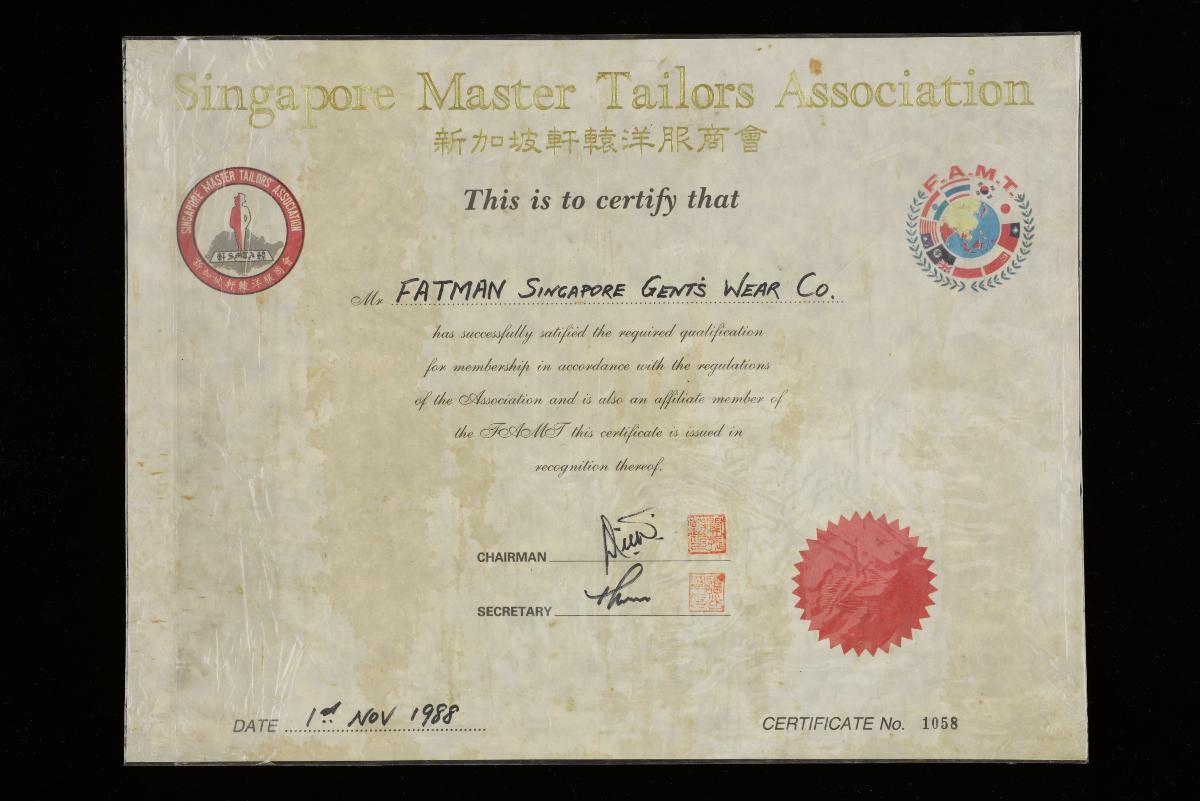 Singapore Master Tailors Association
新加坡軒轅洋服商會
SINGAPORE MASTER TAILORS' ASSOCIATION
新加坡軒轅洋服商會
F.A.M.T.
This is to certify that
Mr FATMAN SINGAPORE GENT'S WEAR CO.
has successfully satified the required qualification
for membership in accordance with the regulations
of the Association and is also an affiliate member of
the FAMT this certificate is issued in
recognition thereof.
CHAIRMAN
SECRETARY
DATE 1st NOV 1988
CERTIFICATE No. 1058